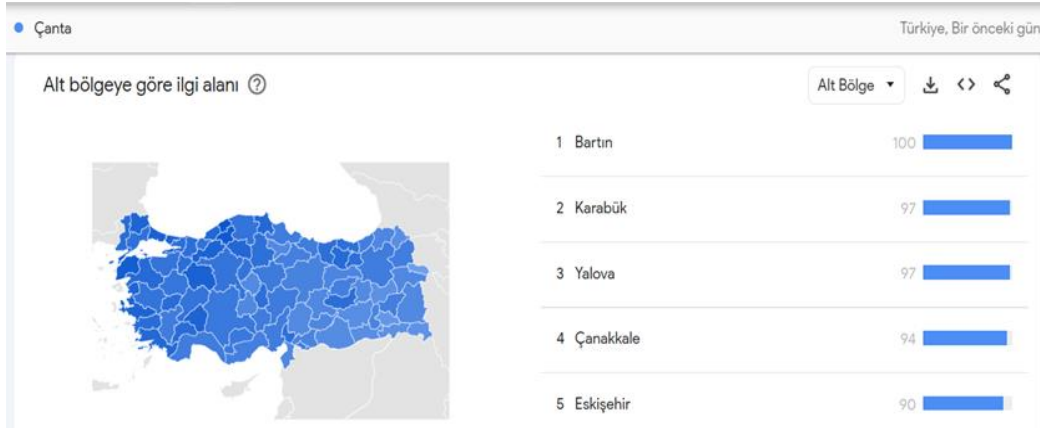 Çanta
Türkiye, Bir önceki gün
Alt bölgeye göre ilgi alanı
Alt Bölge
1 Bartın 100
2 Karabük 97
3 Yalova 97
4 Çanakkale 94
5 Eskişehir 90